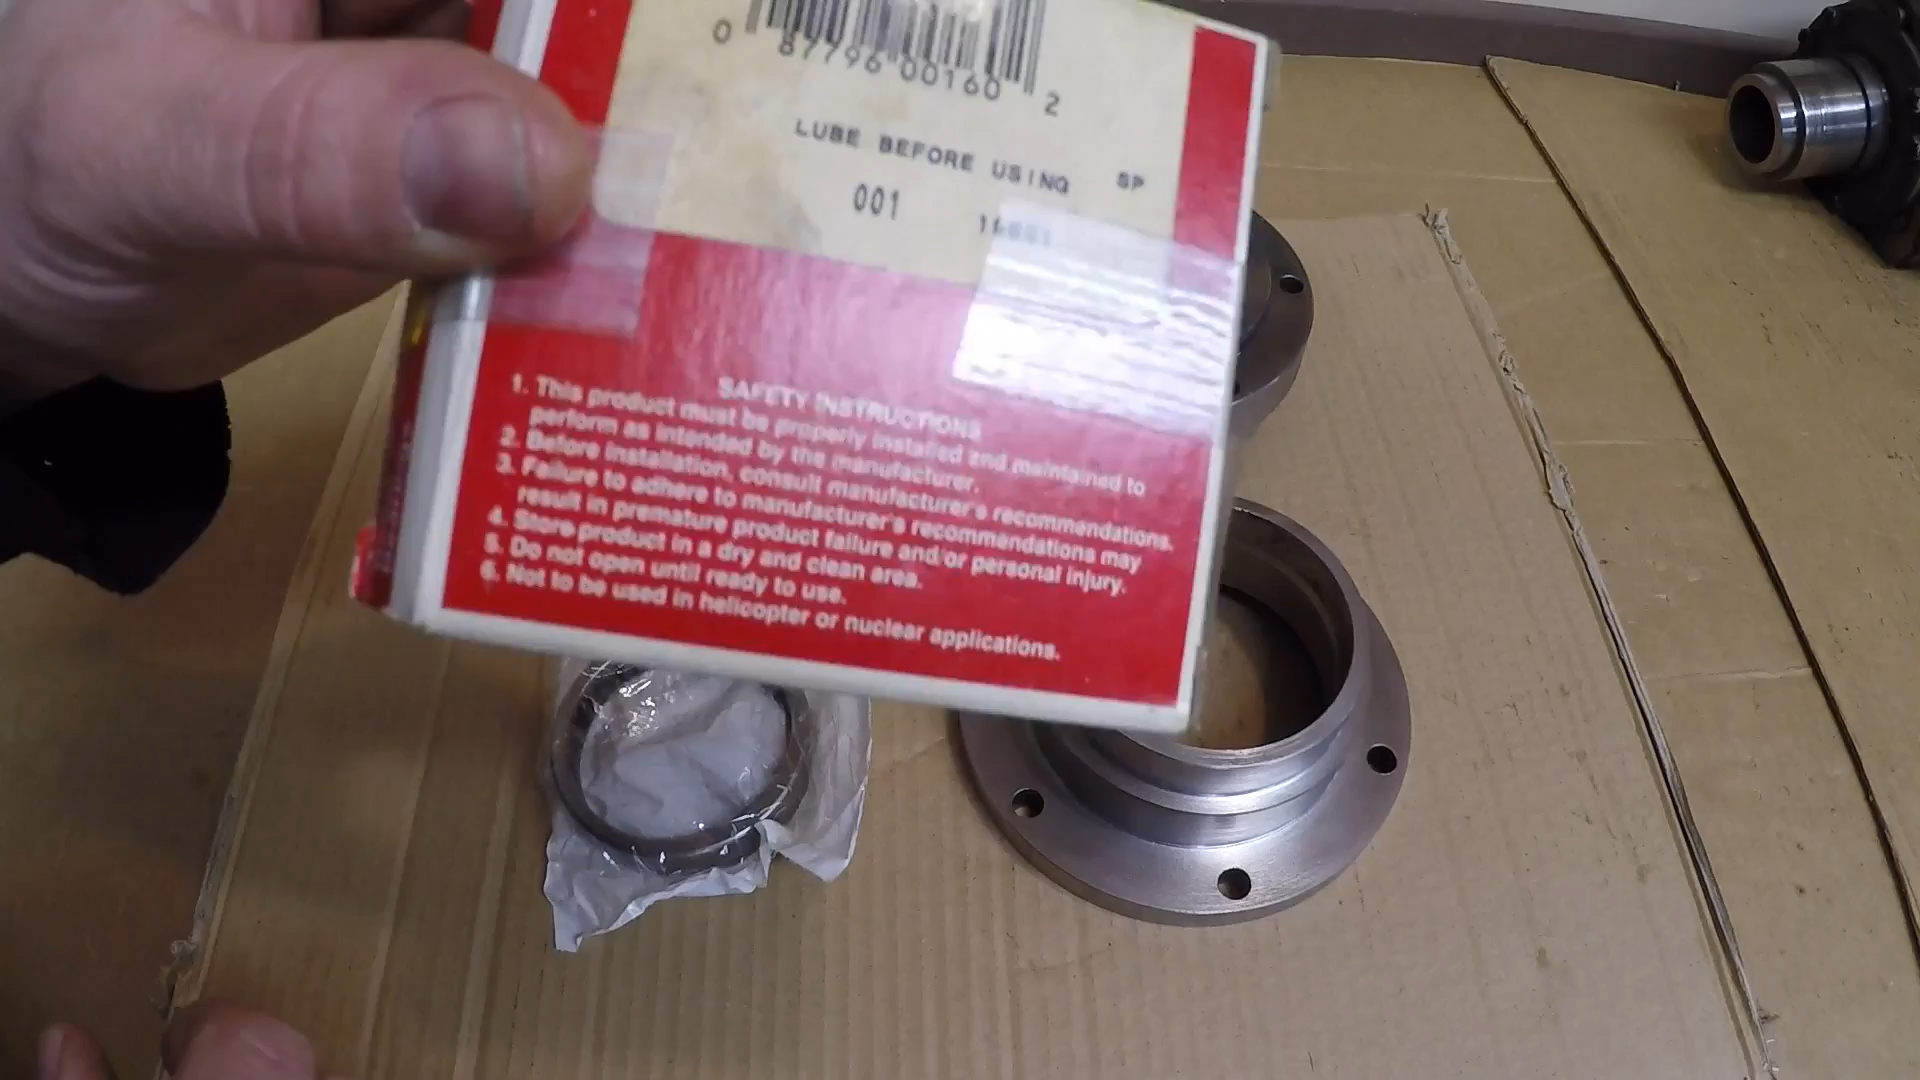 0 87796 00160 2
LUBE BEFORE USING SP
001
SAFETY INSTRUCTIONS
1. This product must be properly installed and maintained to
perform as intended by the manufacturer.
2. Before installation, consult manufacturer's recommendations.
3. Failure to adhere to manufacturer's recommendations may
result in premature product failure and/or personal injury.
4. Store product in a dry and clean area.
5. Do not open until ready to use.
6. Not to be used in helicopter or nuclear applications.